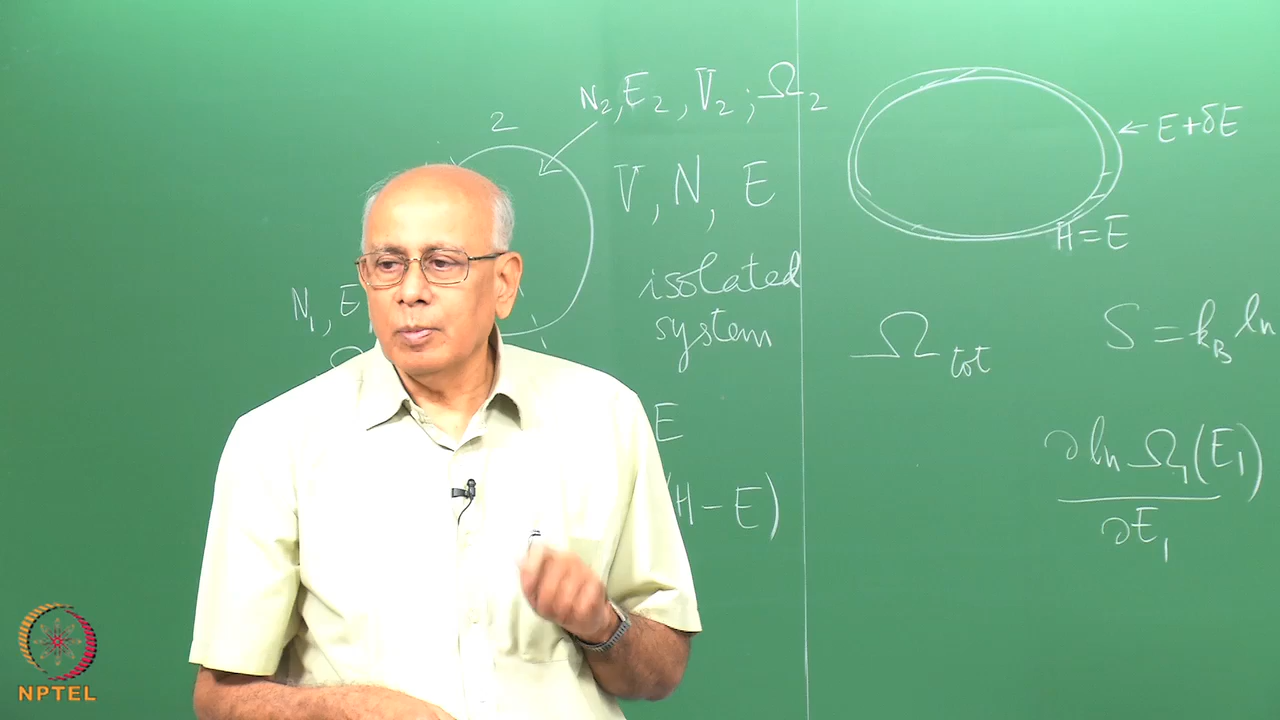 N₂, E₂, V₂ ; Ω₂
2
V, N, E
isolated
system
N₁, E
Ω
E
(H − E)
E + δE
H = E
Ω_tot
S = k_B ln
∂ ln Ω₁(E₁)
∂E₁
NPTEL